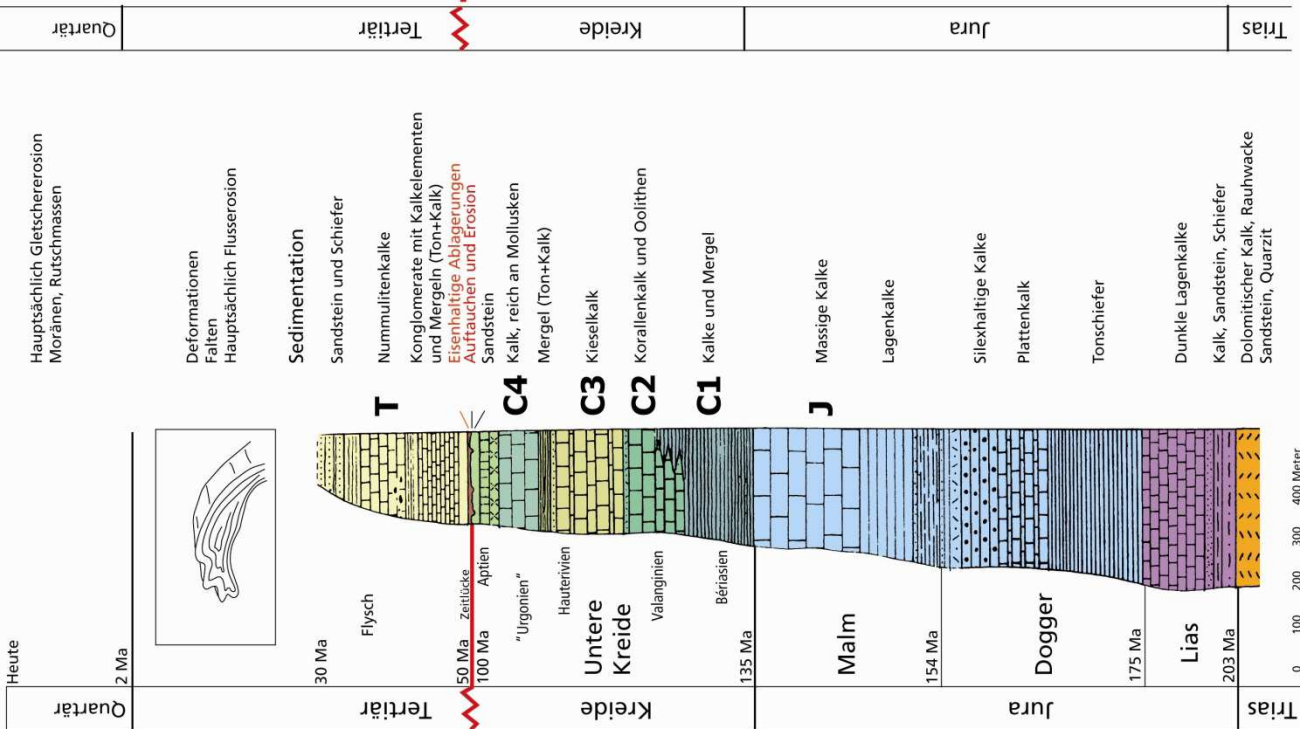 Quartär
Tertiär
Kreide
Jura
Trias
Hauptsächlich Gletschererosion
Moränen, Rutschmassen
Deformationen
Falten
Hauptsächlich Flusserosion
Sedimentation
Sandstein und Schiefer
Nummulitenkalke
Konglomerate mit Kalkelementen
und Mergeln (Ton+Kalk)
Eisenhaltige Ablagerungen
Auftauchen und Erosion
Sandstein
Kalk, reich an Mollusken
Mergel (Ton+Kalk)
Kieselkalk
Korallenkalk und Oolithen
Kalke und Mergel
Massige Kalke
Lagenkalke
Silexhaltige Kalke
Plattenkalk
Tonschiefer
Dunkle Lagenkalke
Kalk, Sandstein, Schiefer
Dolomitischer Kalk, Rauhwacke
Sandstein, Quarzit
T
C4
C3
C2
C1
J
Flysch
Zeitlücke
Aptien
"Urgonien"
Hauterivien
Untere
Kreide
Valanginien
Bériasien
Malm
Dogger
Lias
Heute
2 Ma
30 Ma
50 Ma
100 Ma
135 Ma
154 Ma
175 Ma
203 Ma
0 100 200 300 400 Meter
Quartär
Tertiär
Kreide
Jura
Trias